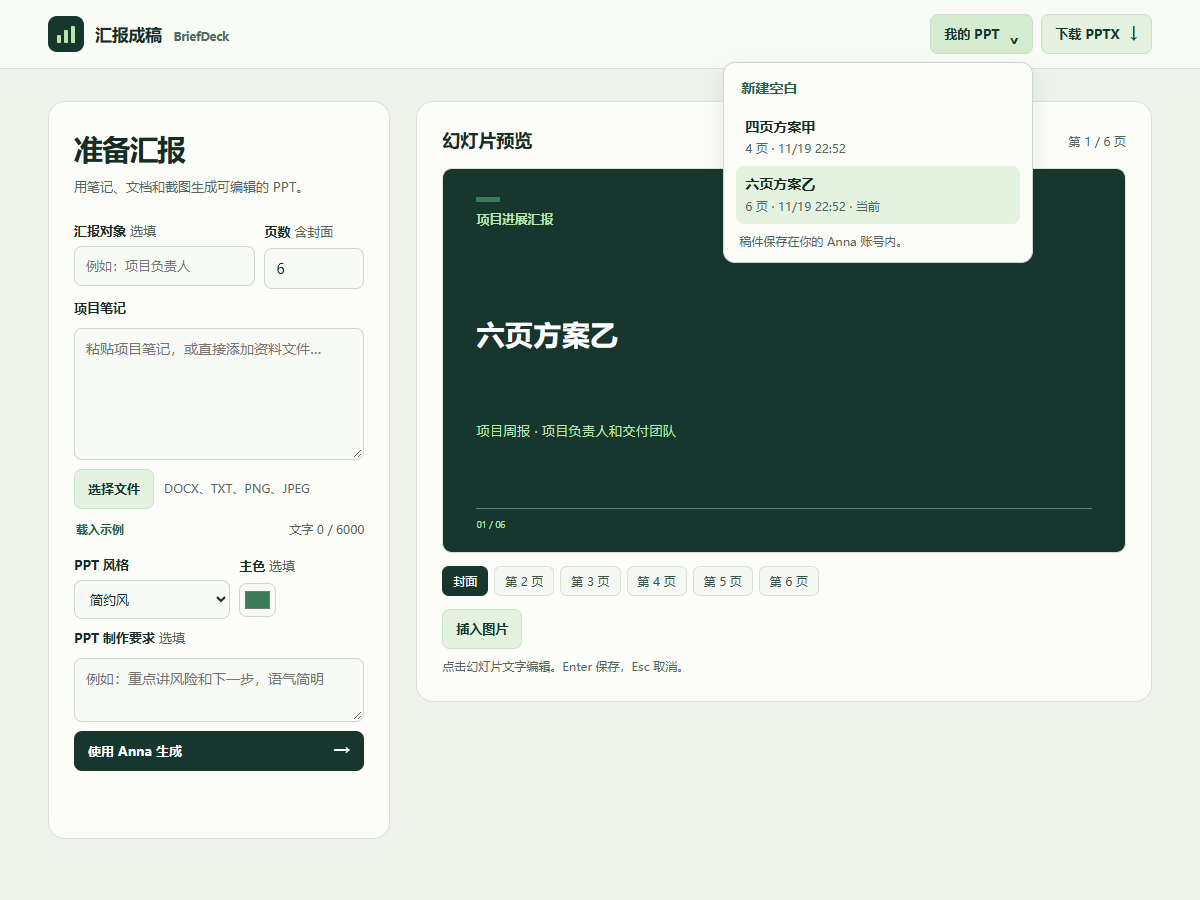 汇报成稿 BriefDeck
我的 PPT
下载 PPTX ↓
新建空白
四页方案甲
4 页 · 11/19 22:52
六页方案乙
6 页 · 11/19 22:52 · 当前
稿件保存在你的 Anna 账号内。
准备汇报
用笔记、文档和截图生成可编辑的 PPT。
汇报对象 选填
页数 含封面
例如：项目负责人
6
项目笔记
粘贴项目笔记，或直接添加资料文件...
选择文件
DOCX、TXT、PNG、JPEG
载入示例
文字 0 / 6000
PPT 风格
主色 选填
简约风
PPT 制作要求 选填
例如：重点讲风险和下一步，语气简明
使用 Anna 生成 →
幻灯片预览
第 1 / 6 页
项目进展汇报
六页方案乙
项目周报 · 项目负责人和交付团队
01 / 06
封面
第 2 页
第 3 页
第 4 页
第 5 页
第 6 页
插入图片
点击幻灯片文字编辑。Enter 保存，Esc 取消。